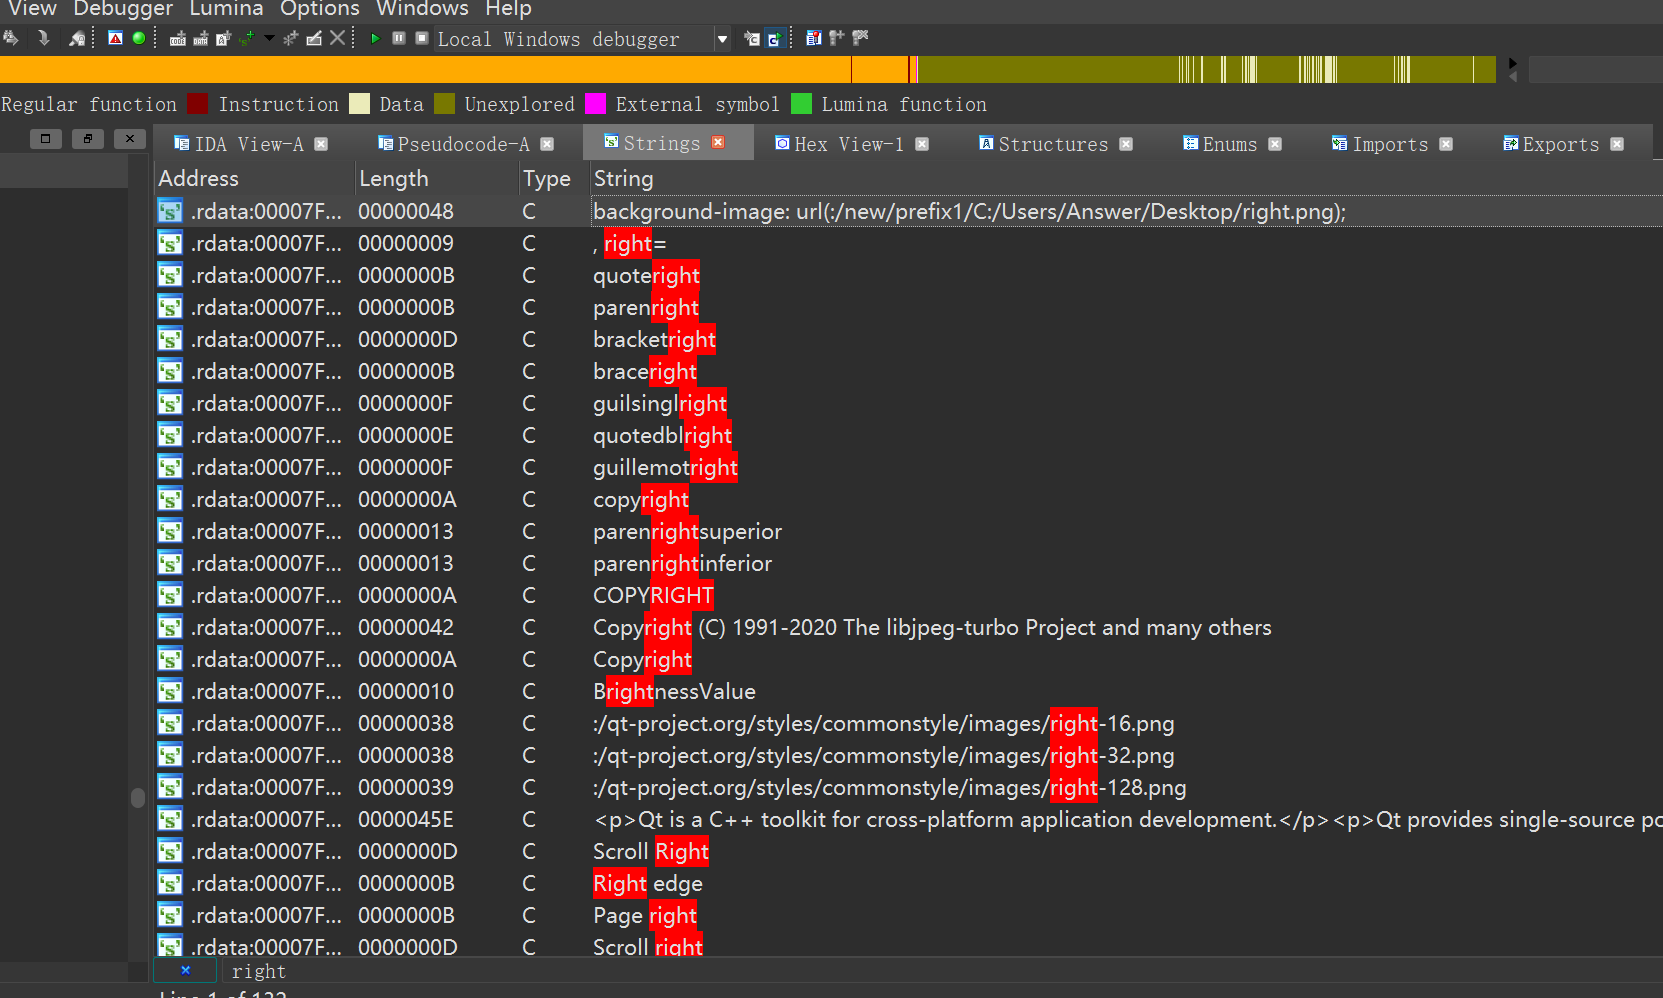 View Debugger Lumina Options Windows Help
Local Windows debugger
Regular function Instruction Data Unexplored External symbol Lumina function
IDA View-A Pseudocode-A Strings Hex View-1 Structures Enums Imports Exports
Address Length Type String
.rdata:00007F... 00000048 C background-image: url(:/new/prefix1/C:/Users/Answer/Desktop/right.png);
.rdata:00007F... 00000009 C , right=
.rdata:00007F... 0000000B C quoteright
.rdata:00007F... 0000000B C parenright
.rdata:00007F... 0000000D C bracketright
.rdata:00007F... 0000000B C braceright
.rdata:00007F... 0000000F C guilsinglright
.rdata:00007F... 0000000E C quotedblright
.rdata:00007F... 0000000F C guillemotright
.rdata:00007F... 0000000A C copyright
.rdata:00007F... 00000013 C parenrightsuperior
.rdata:00007F... 00000013 C parenrightinferior
.rdata:00007F... 0000000A C COPYRIGHT
.rdata:00007F... 00000042 C Copyright (C) 1991-2020 The libjpeg-turbo Project and many others
.rdata:00007F... 0000000A C Copyright
.rdata:00007F... 00000010 C BrightnessValue
.rdata:00007F... 00000038 C :/qt-project.org/styles/commonstyle/images/right-16.png
.rdata:00007F... 00000038 C :/qt-project.org/styles/commonstyle/images/right-32.png
.rdata:00007F... 00000039 C :/qt-project.org/styles/commonstyle/images/right-128.png
.rdata:00007F... 0000045E C <p>Qt is a C++ toolkit for cross-platform application development.</p><p>Qt provides single-source po
.rdata:00007F... 0000000D C Scroll Right
.rdata:00007F... 0000000B C Right edge
.rdata:00007F... 0000000B C Page right
.rdata:00007F... 0000000D C Scroll right
right
Line 1 of 132